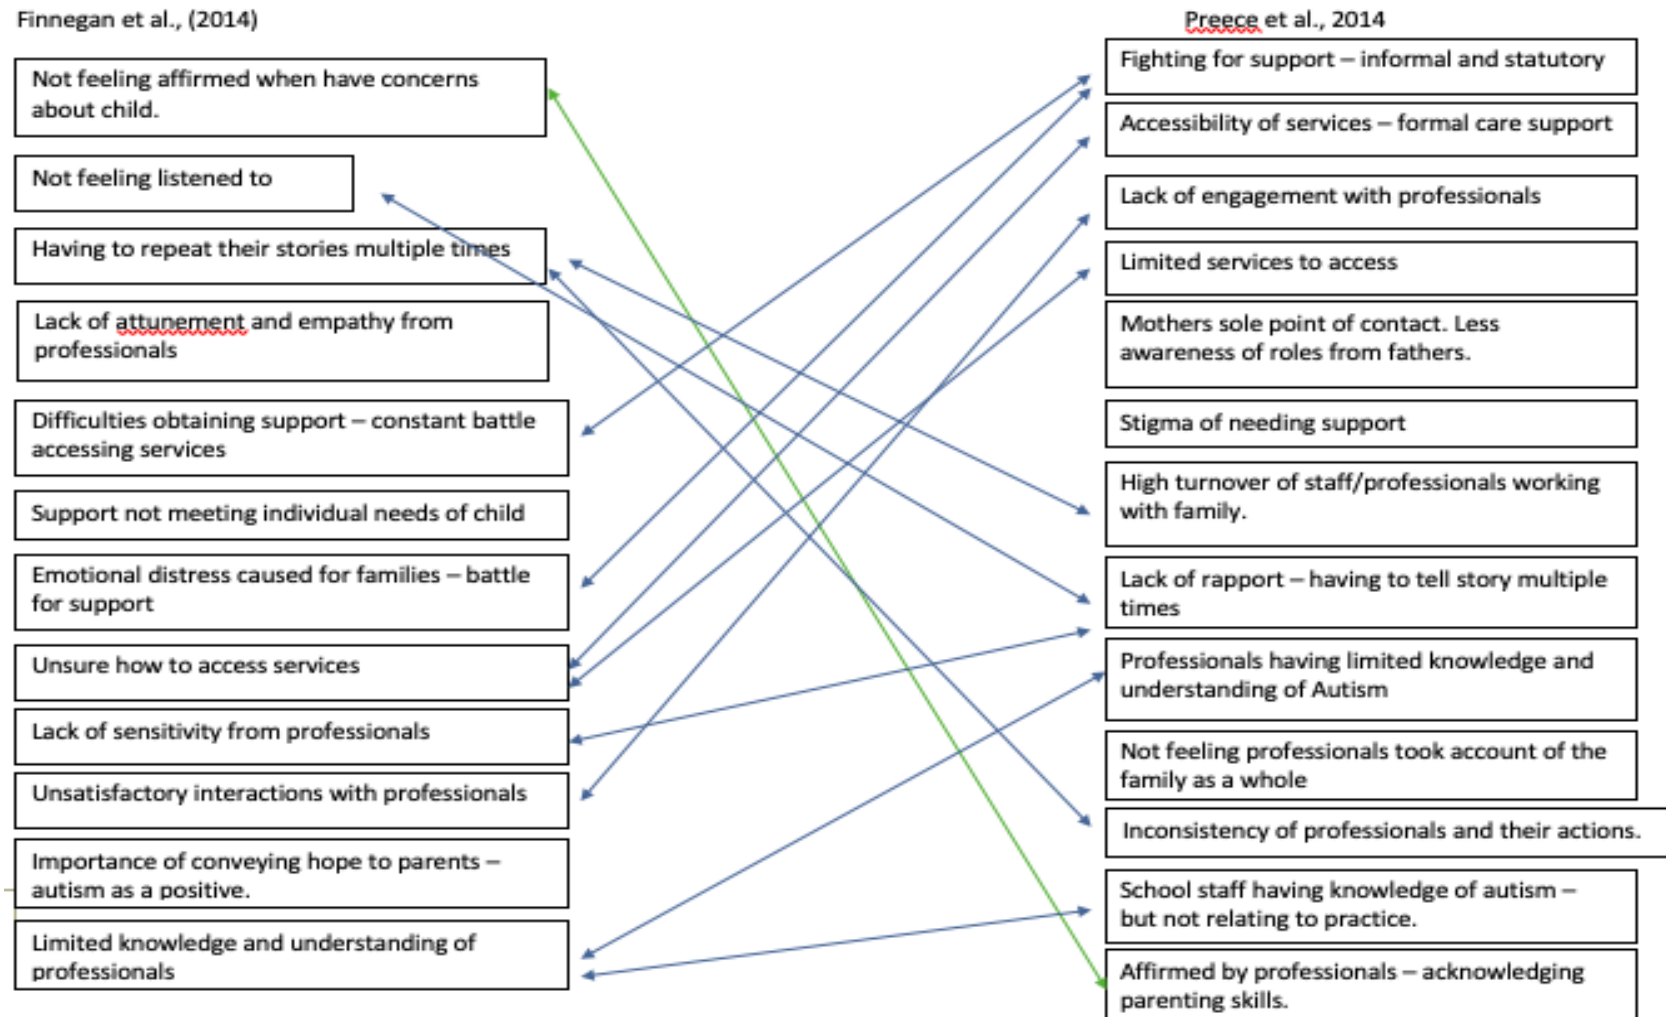 Finnegan et al., (2014)
Not feeling affirmed when have concerns
about child.
Not feeling listened to
Having to repeat their stories multiple times
Lack of attunement and empathy from
professionals
Difficulties obtaining support – constant battle
accessing services
Support not meeting individual needs of child
Emotional distress caused for families – battle
for support
Unsure how to access services
Lack of sensitivity from professionals
Unsatisfactory interactions with professionals
Importance of conveying hope to parents –
autism as a positive.
Limited knowledge and understanding of
professionals
Preece et al., 2014
Fighting for support – informal and statutory
Accessibility of services – formal care support
Lack of engagement with professionals
Limited services to access
Mothers sole point of contact. Less
awareness of roles from fathers.
Stigma of needing support
High turnover of staff/professionals working
with family.
Lack of rapport – having to tell story multiple
times
Professionals having limited knowledge and
understanding of Autism
Not feeling professionals took account of the
family as a whole
Inconsistency of professionals and their actions.
School staff having knowledge of autism –
but not relating to practice.
Affirmed by professionals – acknowledging
parenting skills.